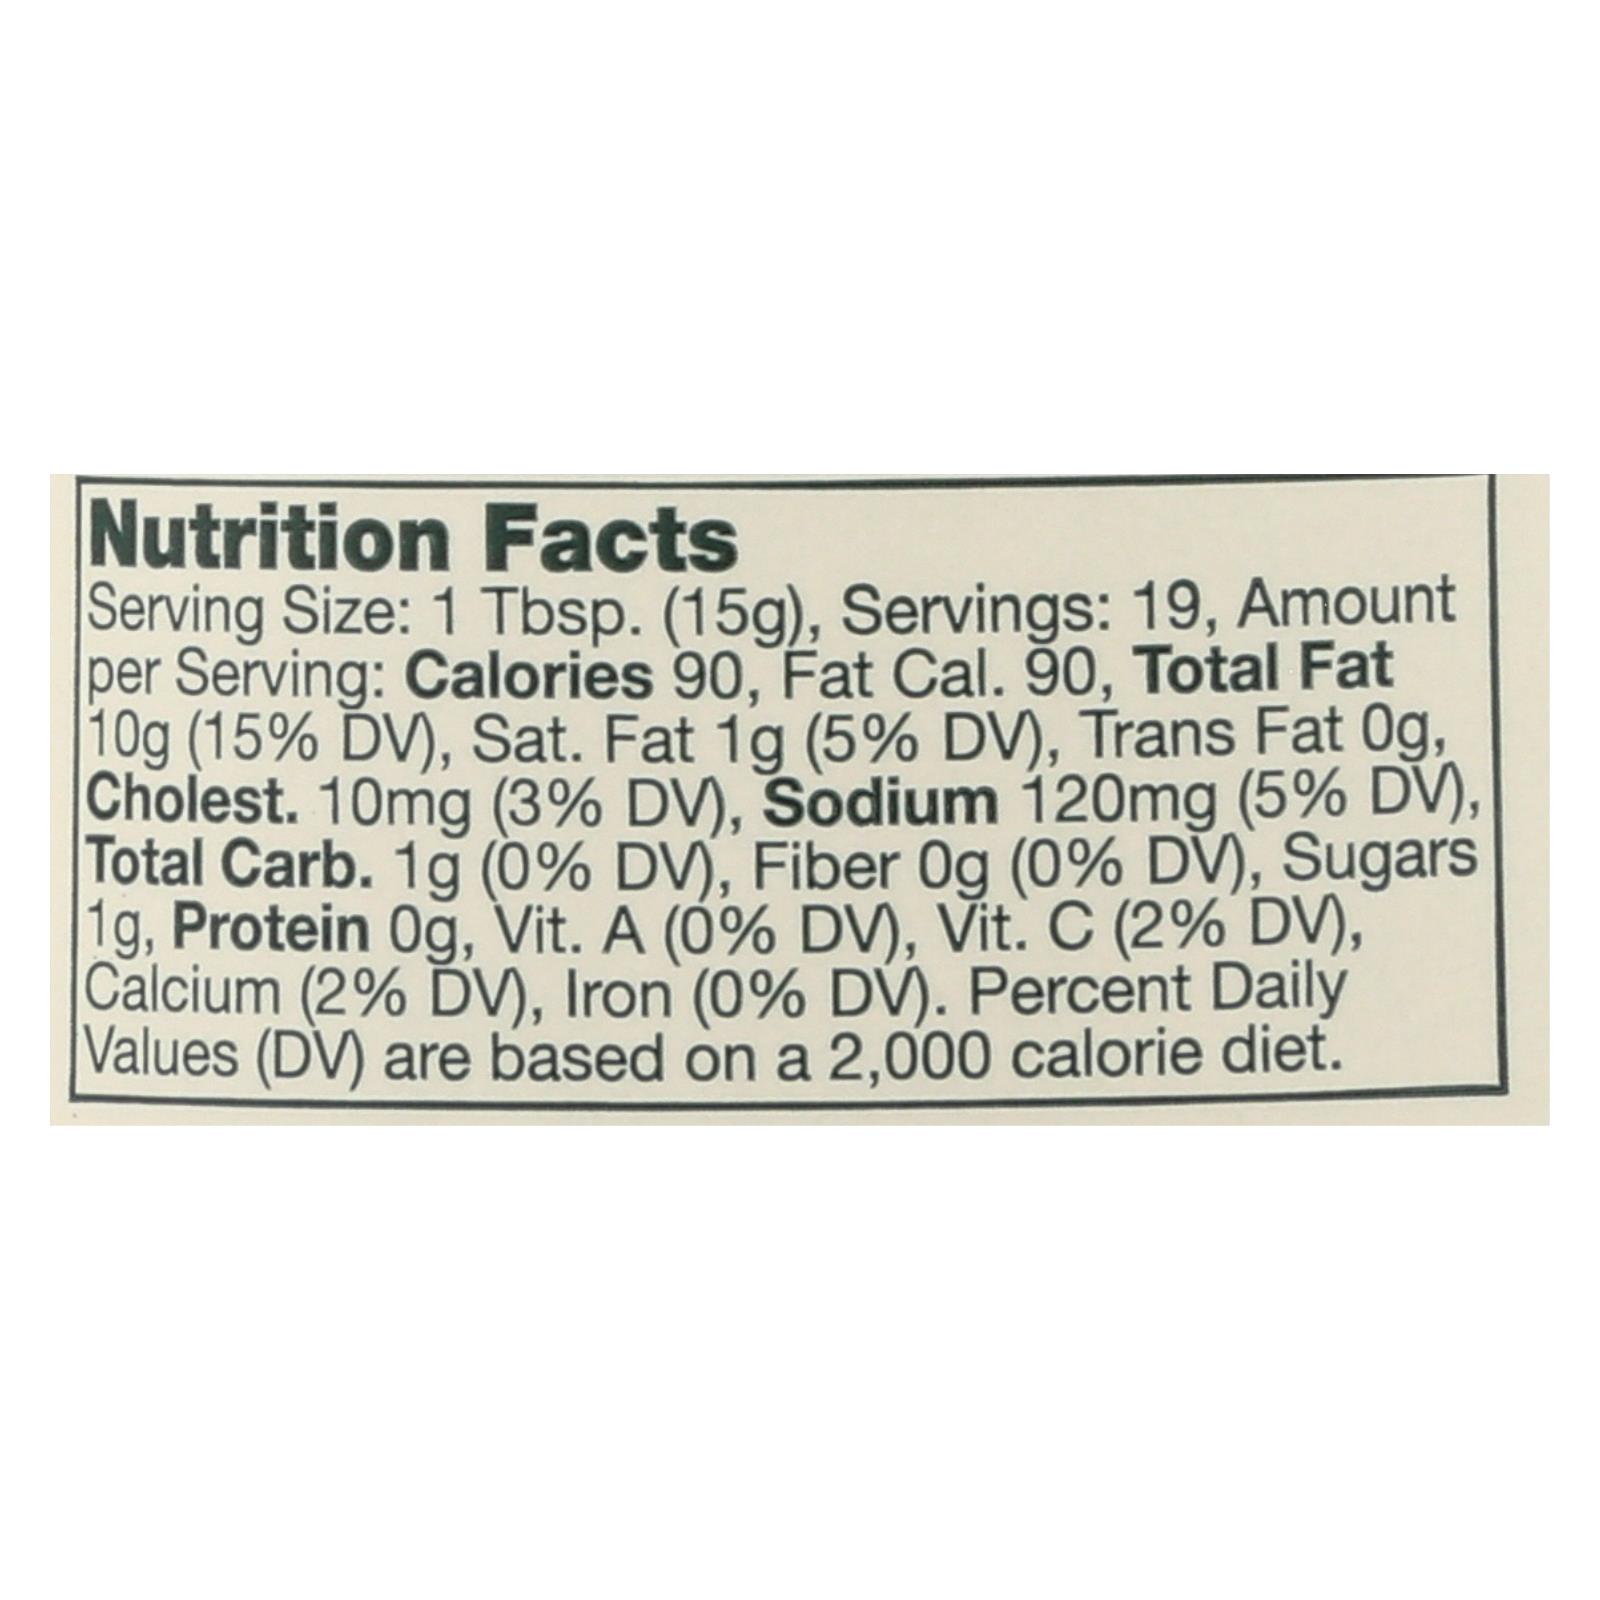 Nutrition Facts
Serving Size: 1 Tbsp. (15g), Servings: 19, Amount
per Serving: Calories 90, Fat Cal. 90, Total Fat
10g (15% DV), Sat. Fat 1g (5% DV), Trans Fat 0g,
Cholest. 10mg (3% DV), Sodium 120mg (5% DV),
Total Carb. 1g (0% DV), Fiber 0g (0% DV), Sugars
1g, Protein 0g, Vit. A (0% DV), Vit. C (2% DV),
Calcium (2% DV), Iron (0% DV). Percent Daily
Values (DV) are based on a 2,000 calorie diet.